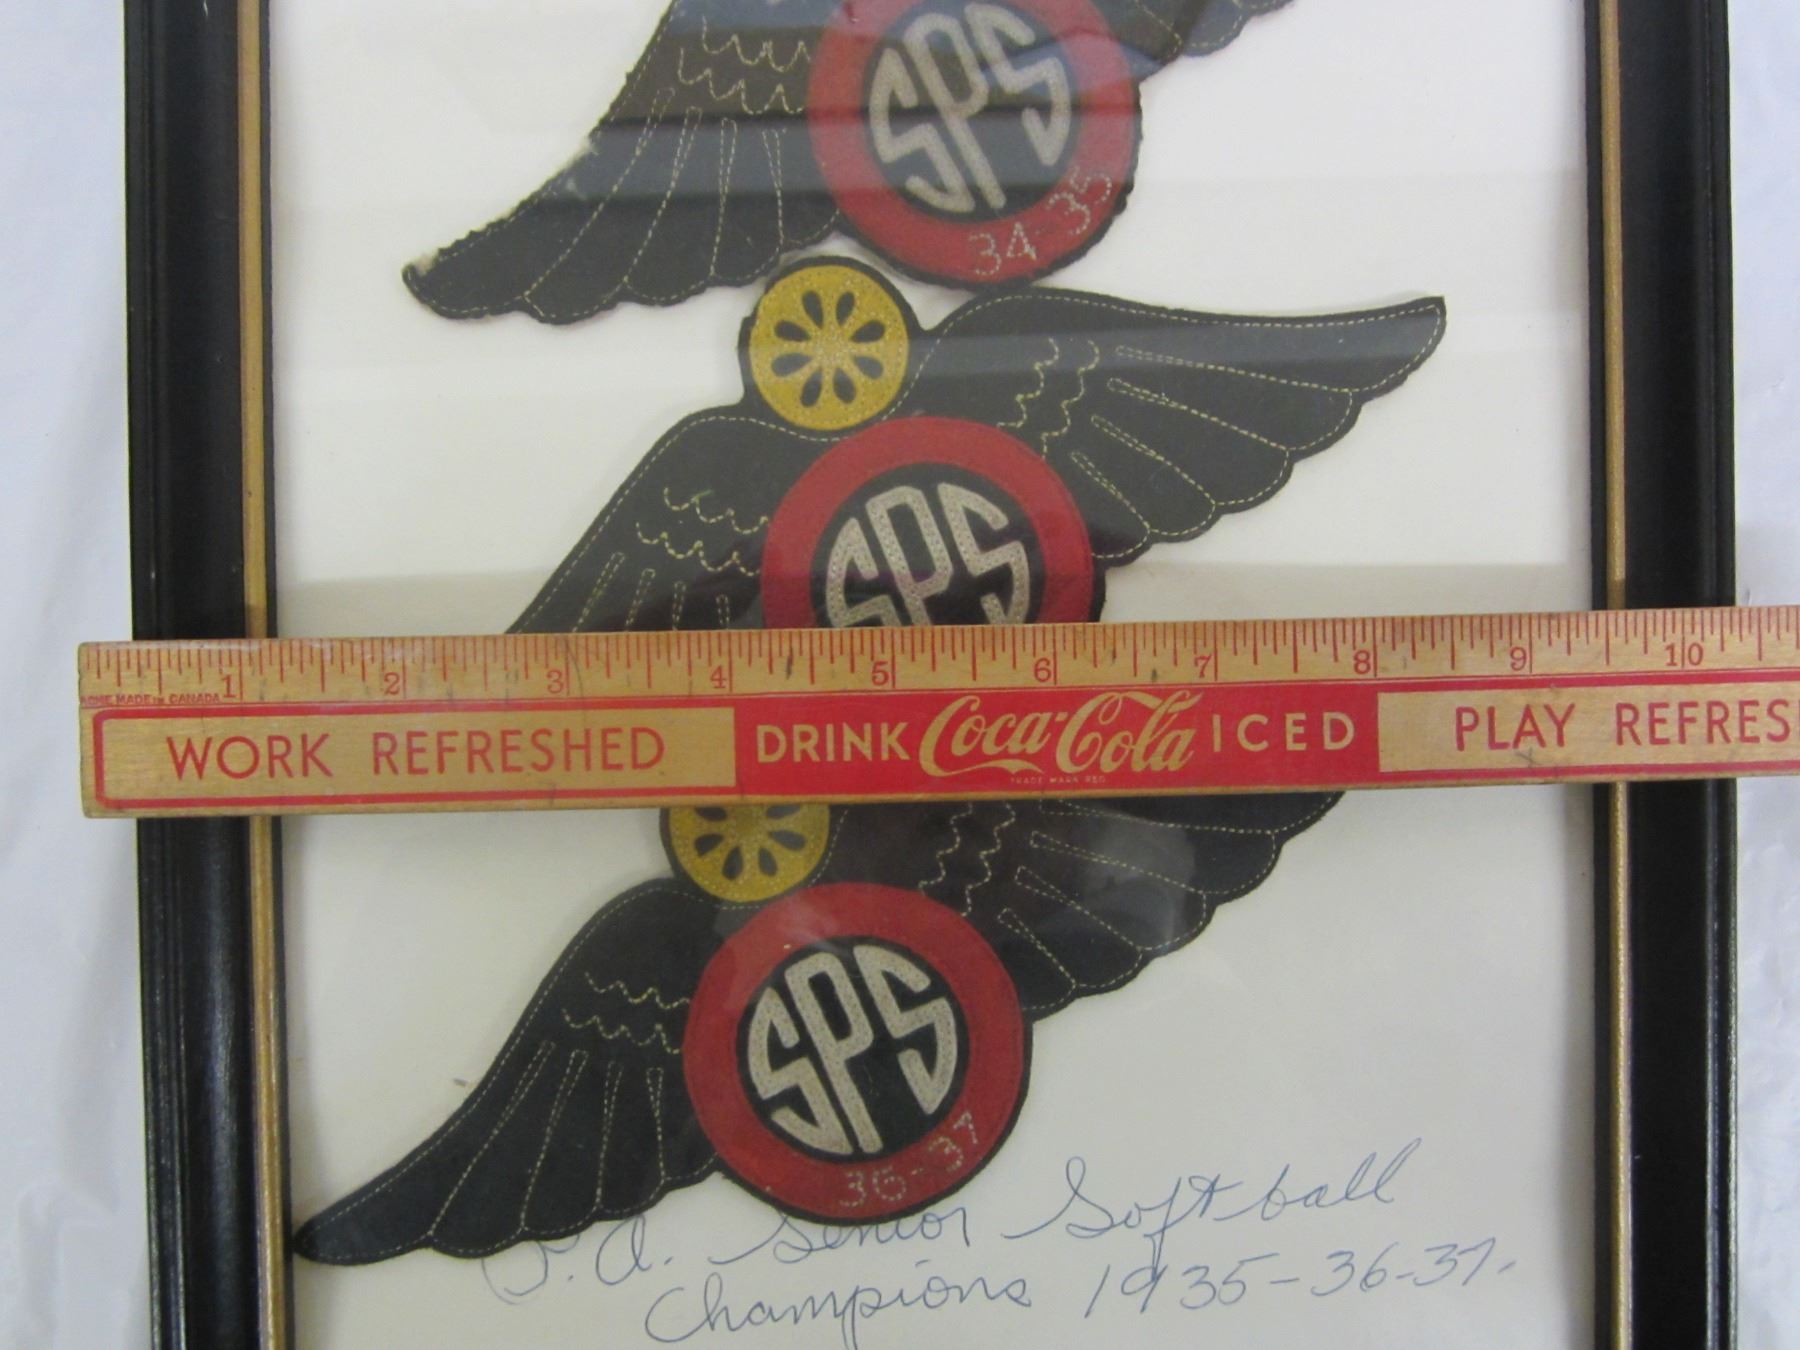 SPS
34-35
SPS
1 2 3 4 5 6 7 8 9 10
ACME MADE IN CANADA
WORK REFRESHED DRINK Coca-Cola ICED PLAY REFRES
TRADE MARK REG
SPS
36-37
P.A. Senior Softball
Champions 1935-36-37.